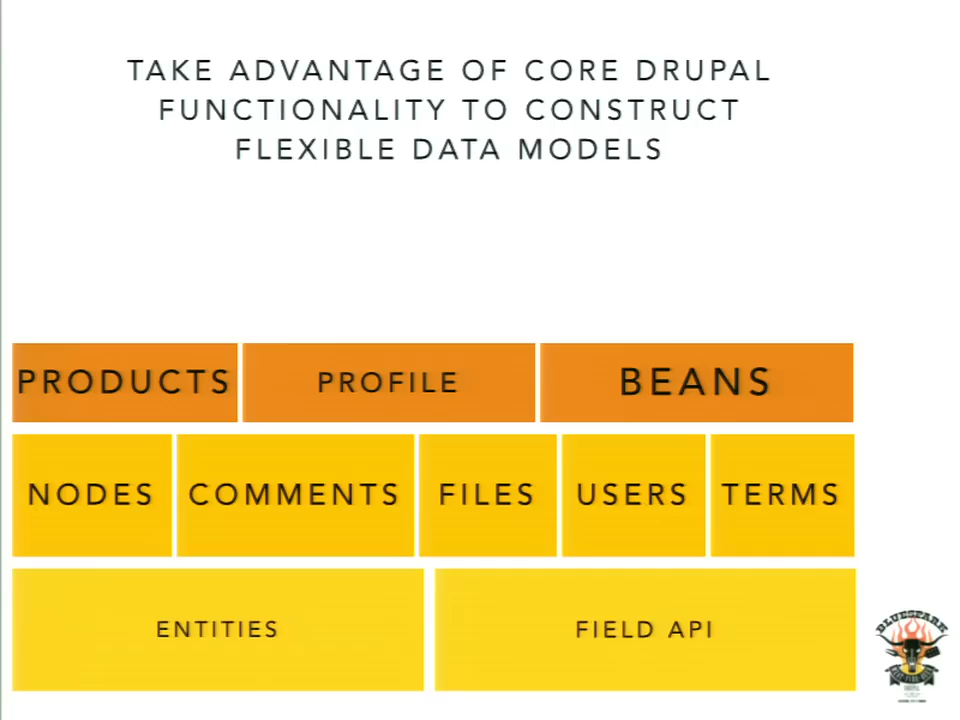 TAKE ADVANTAGE OF CORE DRUPAL
FUNCTIONALITY TO CONSTRUCT
FLEXIBLE DATA MODELS
PRODUCTS PROFILE BEANS
NODES COMMENTS FILES USERS TERMS
ENTITIES FIELD API
BLUESPARK